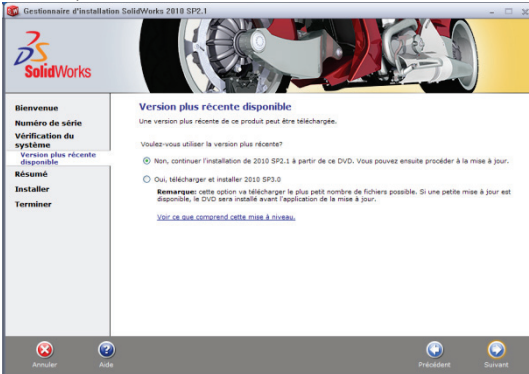 Gestionnaire d'installation SolidWorks 2010 SP2.1
SolidWorks
Bienvenue
Numéro de série
Vérification du
système
Version plus récente
disponible
Résumé
Installer
Terminer
Version plus récente disponible
Une version plus récente de ce produit peut être téléchargée.
Voulez-vous utiliser la version plus récente?
Non, continuer l'installation de 2010 SP2.1 à partir de ce DVD. Vous pouvez ensuite procéder à la mise à jour.
Oui, télécharger et installer 2010 SP3.0
Remarque: cette option va télécharger le plus petit nombre de fichiers possible. Si une petite mise à jour est
disponible, le DVD sera installé avant l'application de la mise à jour.
Voir ce que comprend cette mise à niveau.
Annuler
Aide
Précédent
Suivant